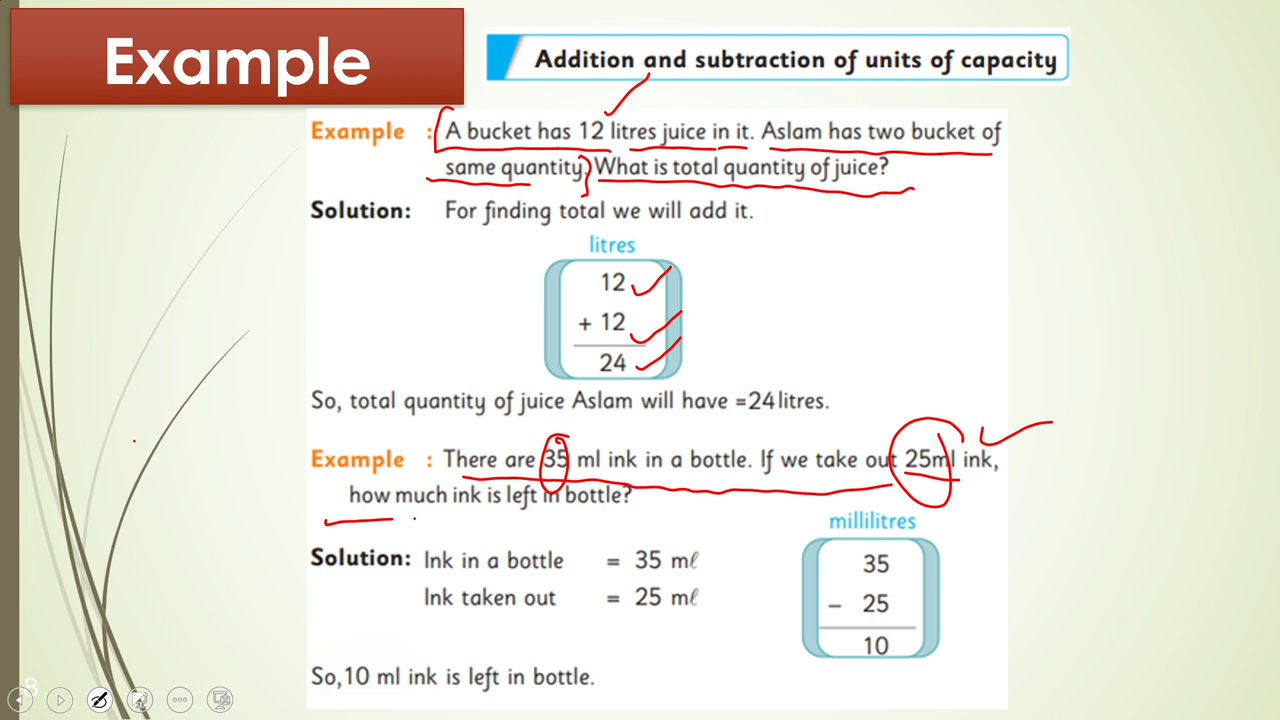 Example
Addition and subtraction of units of capacity
Example : A bucket has 12 litres juice in it. Aslam has two bucket of
same quantity. What is total quantity of juice?
Solution: For finding total we will add it.
litres
12
+ 12
24
So, total quantity of juice Aslam will have =24litres.
Example : There are 35 ml ink in a bottle. If we take out 25ml ink,
how much ink is left in bottle?
millilitres
Solution: Ink in a bottle = 35 mℓ
Ink taken out = 25 mℓ
35
– 25
10
So,10 ml ink is left in bottle.
8